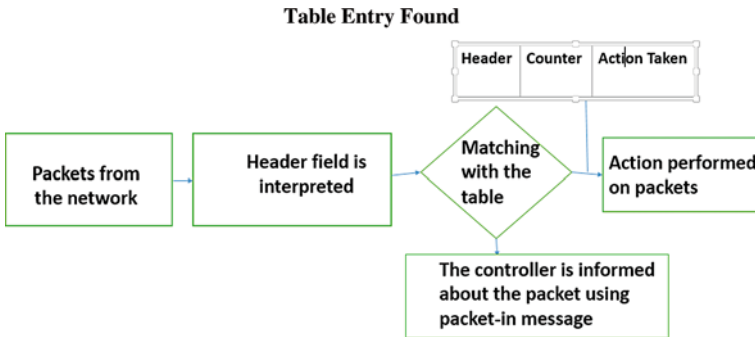 Table Entry Found
Header Counter Action Taken
Packets from
the network
Header field is
interpreted
Matching
with the
table
Action performed
on packets
The controller is informed
about the packet using
packet-in message